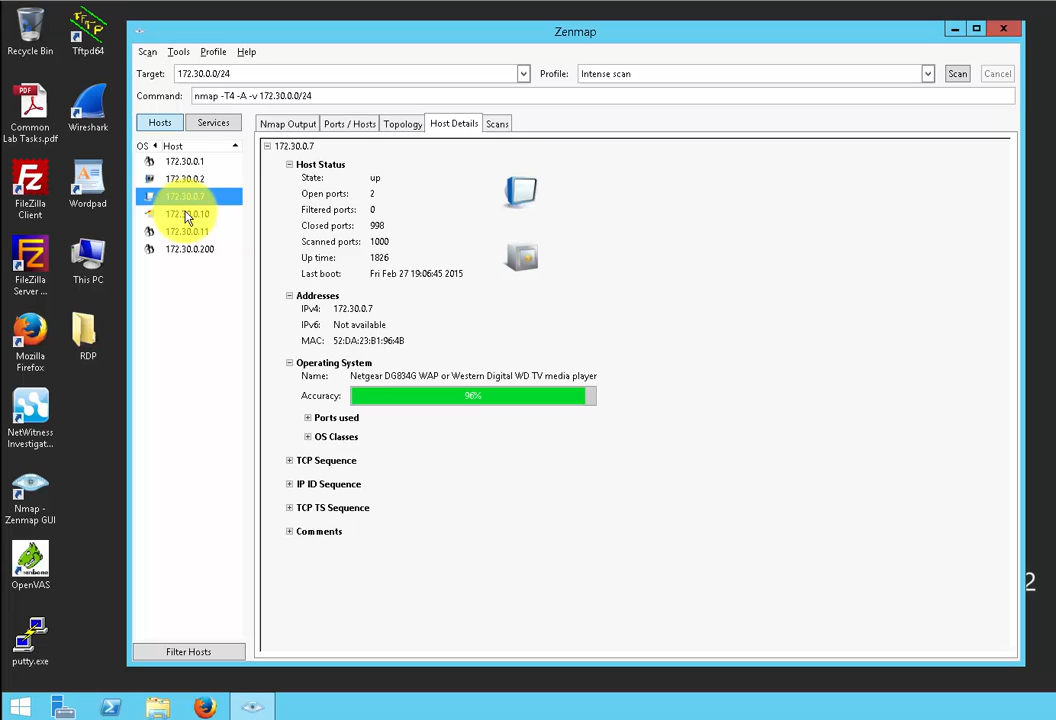 Recycle Bin
Tftpd64
Common
Lab Tasks.pdf
Wireshark
FileZilla
Client
Wordpad
FileZilla
Server ...
This PC
Mozilla
Firefox
RDP
NetWitness
Investigat...
Nmap -
Zenmap GUI
OpenVAS
putty.exe
Zenmap
Scan Tools Profile Help
Target: 172.30.0.0/24 Profile: Intense scan Scan Cancel
Command: nmap -T4 -A -v 172.30.0.0/24
Hosts Services
OS Host
172.30.0.1
172.30.0.2
172.30.0.7
172.30.0.10
172.30.0.11
172.30.0.200
Filter Hosts
Nmap Output Ports / Hosts Topology Host Details Scans
172.30.0.7
Host Status
State: up
Open ports: 2
Filtered ports: 0
Closed ports: 998
Scanned ports: 1000
Up time: 1826
Last boot: Fri Feb 27 19:06:45 2015
Addresses
IPv4: 172.30.0.7
IPv6: Not available
MAC: 52:DA:23:B1:96:4B
Operating System
Name: Netgear DG834G WAP or Western Digital WD TV media player
Accuracy: 96%
Ports used
OS Classes
TCP Sequence
IP ID Sequence
TCP TS Sequence
Comments
2